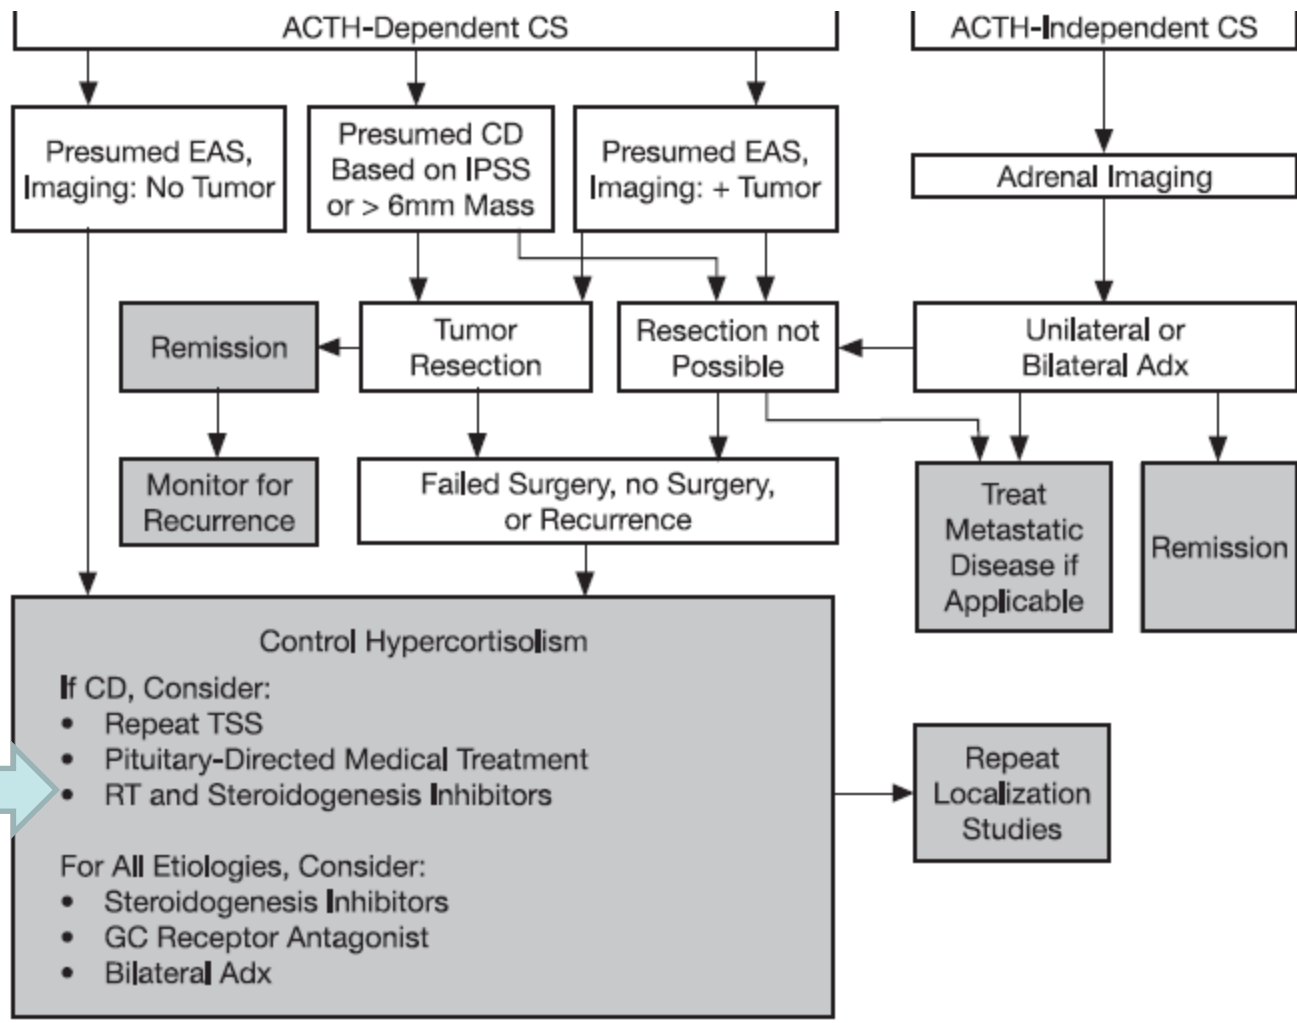 ACTH-Dependent CS
ACTH-Independent CS
Presumed EAS,
Imaging: No Tumor
Presumed CD
Based on IPSS
or > 6mm Mass
Presumed EAS,
Imaging: + Tumor
Adrenal Imaging
Remission
Tumor
Resection
Resection not
Possible
Unilateral or
Bilateral Adx
Monitor for
Recurrence
Failed Surgery, no Surgery,
or Recurrence
Treat
Metastatic
Disease if
Applicable
Remission
Control Hypercortisolism
If CD, Consider:
• Repeat TSS
• Pituitary-Directed Medical Treatment
• RT and Steroidogenesis Inhibitors
For All Etiologies, Consider:
• Steroidogenesis Inhibitors
• GC Receptor Antagonist
• Bilateral Adx
Repeat
Localization
Studies